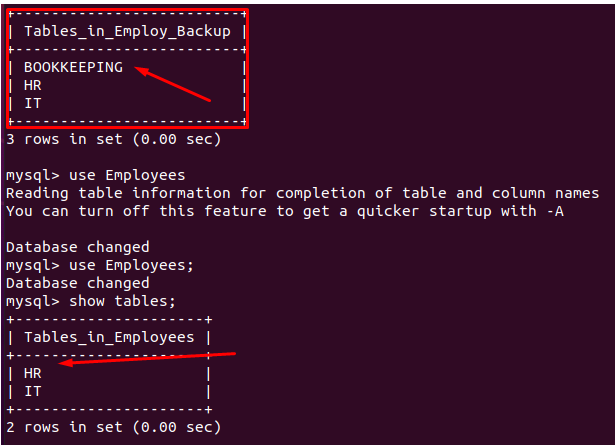 +-------------------------+
| Tables_in_Employ_Backup |
+-------------------------+
| BOOKKEEPING             |
| HR                      |
| IT                      |
+-------------------------+
3 rows in set (0.00 sec)

mysql> use Employees
Reading table information for completion of table and column names
You can turn off this feature to get a quicker startup with -A

Database changed
mysql> use Employees;
Database changed
mysql> show tables;
+---------------------+
| Tables_in_Employees |
+---------------------+
| HR                  |
| IT                  |
+---------------------+
2 rows in set (0.00 sec)